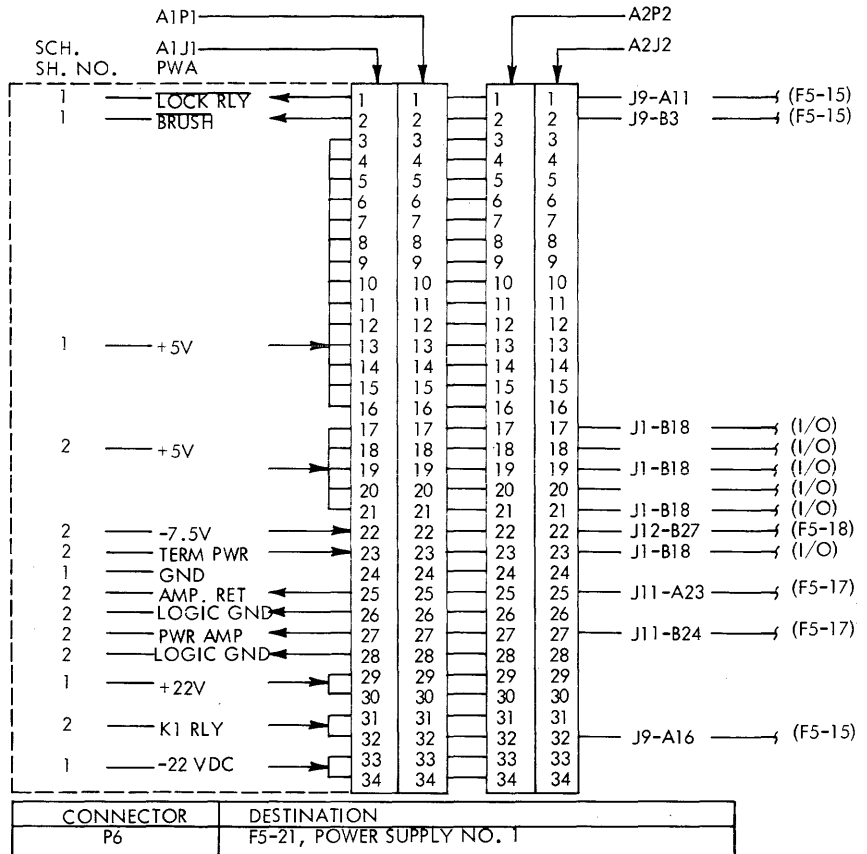 A1P1 A2P2
SCH. A1J1 A2J2
SH. NO. PWA
1 LOCK RLY 1 1 1 1 J9-A11 (F5-15)
1 BRUSH 2 2 2 2 J9-B3 (F5-15)
3 3 3 3
4 4 4 4
5 5 5 5
6 6 6 6
7 7 7 7
8 8 8 8
9 9 9 9
10 10 10 10
11 11 11 11
12 12 12 12
1 +5V 13 13 13 13
14 14 14 14
15 15 15 15
16 16 16 16
17 17 17 17 J1-B18 (I/O)
2 +5V 18 18 18 18 (I/O)
19 19 19 19 J1-B18 (I/O)
20 20 20 20 (I/O)
21 21 21 21 J1-B18 (I/O)
2 -7.5V 22 22 22 22 J12-B27 (F5-18)
2 TERM PWR 23 23 23 23 J1-B18 (I/O)
1 GND 24 24 24 24
2 AMP. RET 25 25 25 25 J11-A23 (F5-17)
2 LOGIC GND 26 26 26 26
2 PWR AMP 27 27 27 27 J11-B24 (F5-17)
2 LOGIC GND 28 28 28 28
1 +22V 29 29 29 29
30 30 30 30
2 K1 RLY 31 31 31 31
32 32 32 32 J9-A16 (F5-15)
1 -22 VDC 33 33 33 33
34 34 34 34
CONNECTOR DESTINATION
P6 F5-21, POWER SUPPLY NO. 1